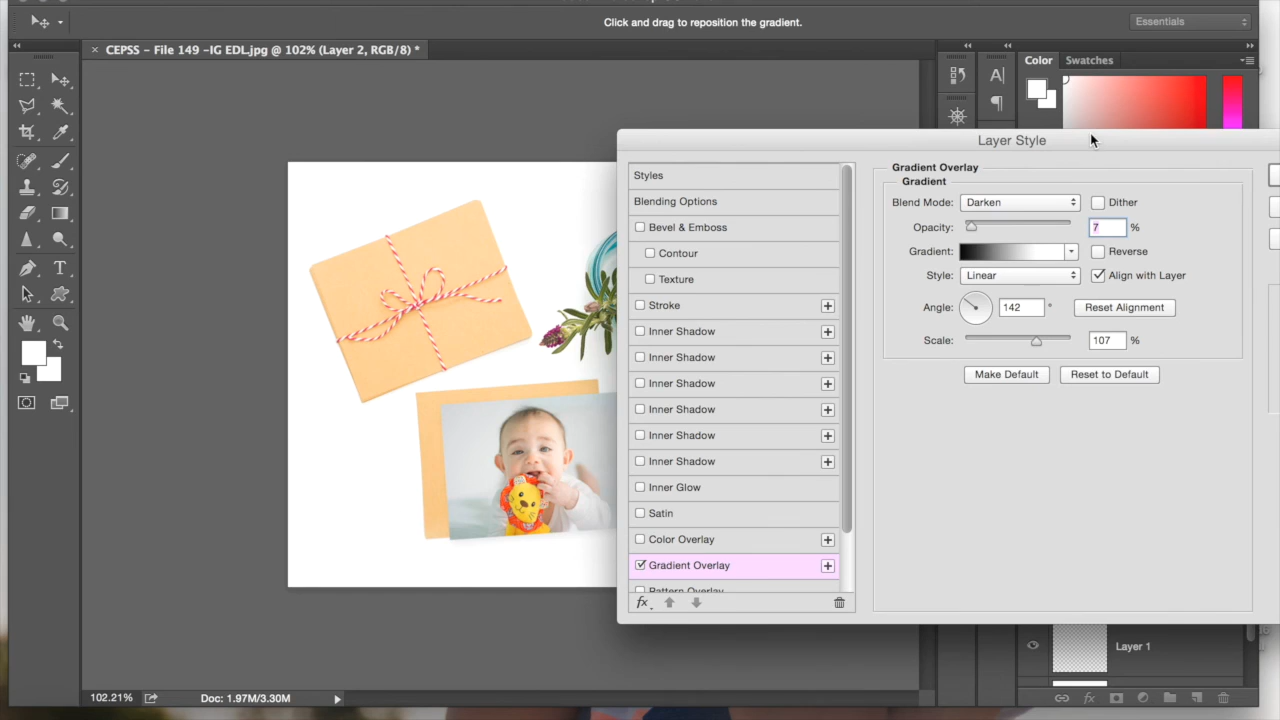 Click and drag to reposition the gradient.
Essentials
× CEPSS - File 149 -IG EDL.jpg @ 102% (Layer 2, RGB/8) *
Color Swatches
Layer Style
Styles
Blending Options
Bevel & Emboss
Contour
Texture
Stroke
Inner Shadow
Inner Shadow
Inner Shadow
Inner Shadow
Inner Shadow
Inner Shadow
Inner Glow
Satin
Color Overlay
Gradient Overlay
Pattern Overlay
fx
Gradient Overlay
Gradient
Blend Mode: Darken Dither
Opacity: 7 %
Gradient: Reverse
Style: Linear Align with Layer
Angle: 142 ° Reset Alignment
Scale: 107 %
Make Default Reset to Default
Layer 1
fx
102.21% Doc: 1.97M/3.30M